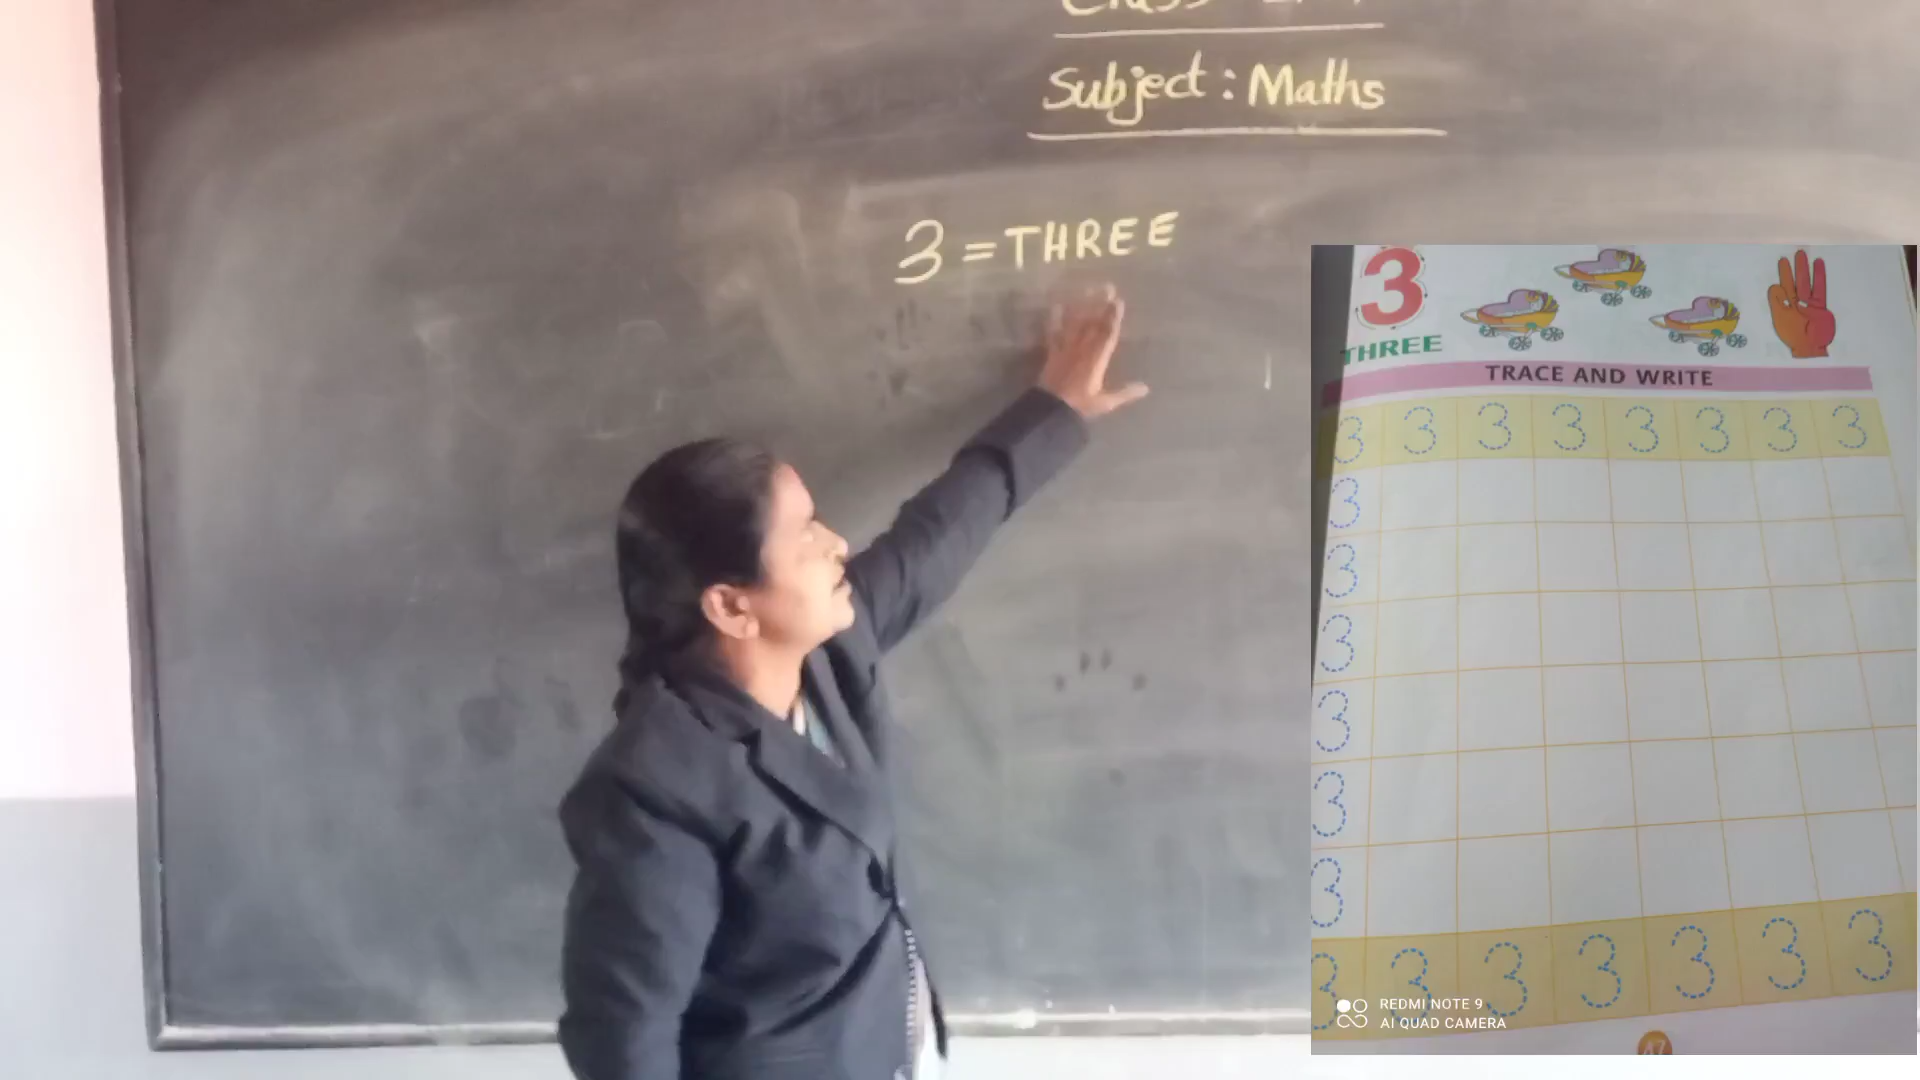 Subject : Maths
3 = THREE
3
THREE
TRACE AND WRITE
3 3 3 3 3 3 3 3
3
3
3
3
3
3
3 3 3 3 3 3 3
REDMI NOTE 9
AI QUAD CAMERA
47